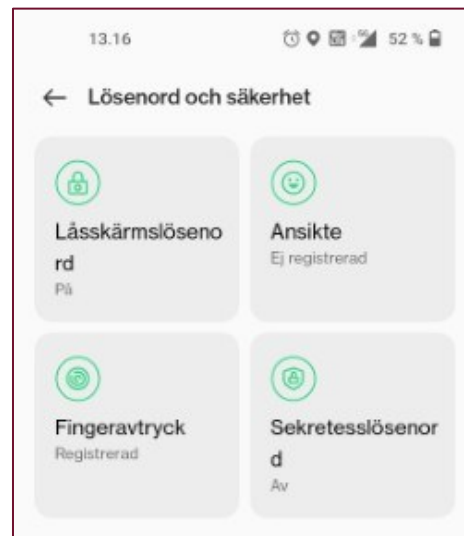 13.16 52 %
Lösenord och säkerhet
Låsskärmslöseno
rd
På
Ansikte
Ej registrerad
Fingeravtryck
Registrerad
Sekretesslösenor
d
Av